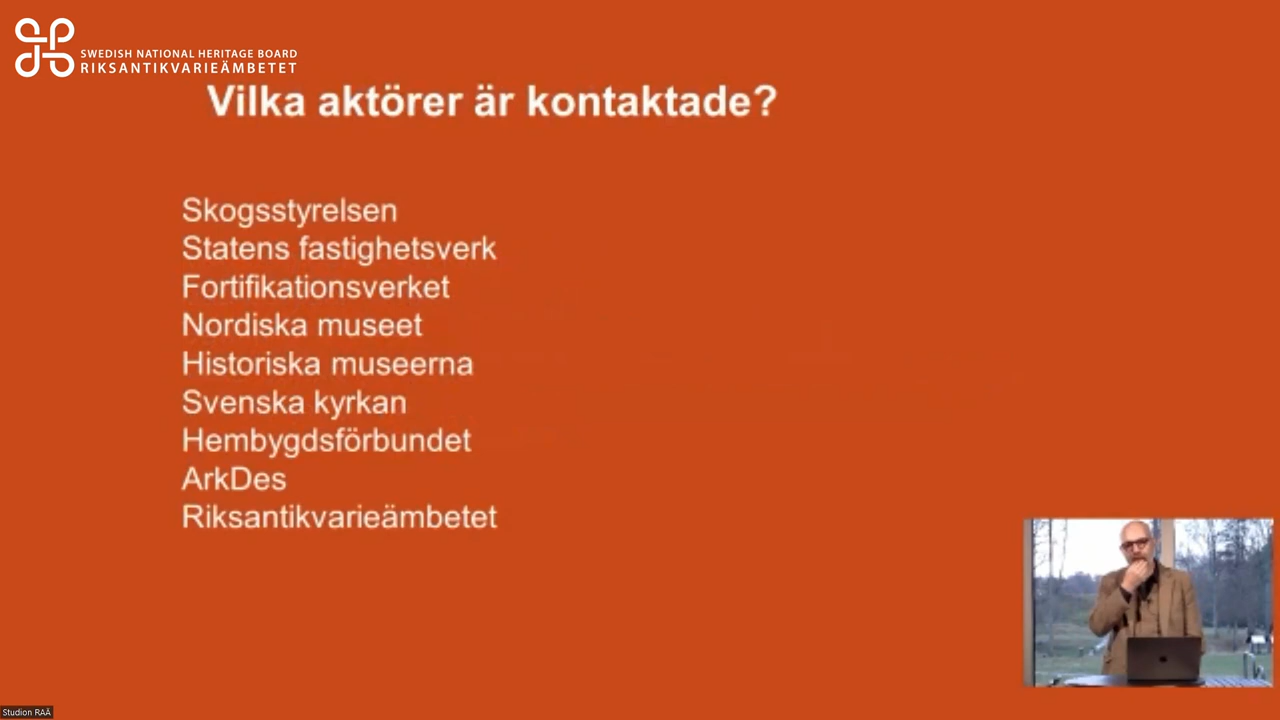 SWEDISH NATIONAL HERITAGE BOARD
RIKSANTIKVARIEÄMBETET
Vilka aktörer är kontaktade?
Skogsstyrelsen
Statens fastighetsverk
Fortifikationsverket
Nordiska museet
Historiska museerna
Svenska kyrkan
Hembygdsförbundet
ArkDes
Riksantikvarieämbetet
Studion RAÄ